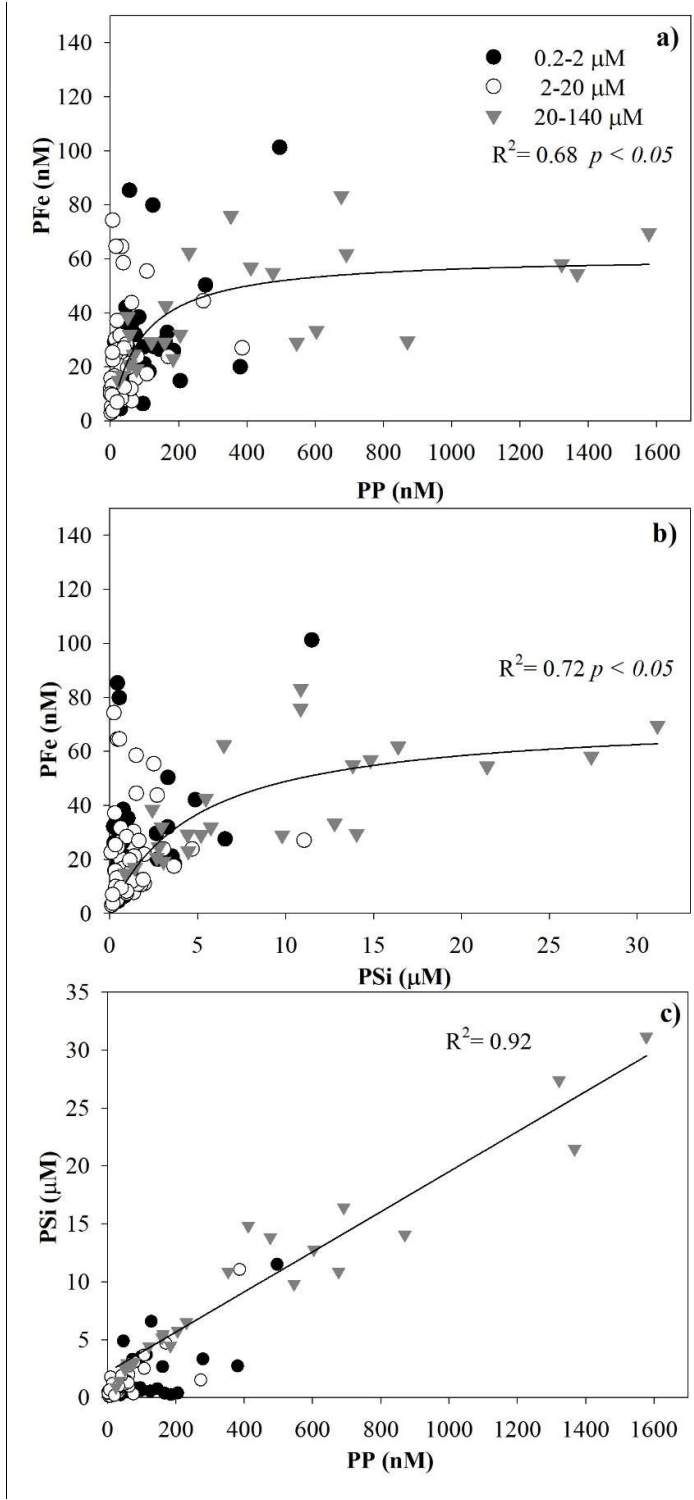 a)
140
120
100
80
60
40
20
0
PFe (nM)
0.2-2 μM
2-20 μM
20-140 μM
R²= 0.68 p < 0.05
0 200 400 600 800 1000 1200 1400 1600
PP (nM)
b)
140
120
100
80
60
40
20
0
PFe (nM)
R²= 0.72 p < 0.05
0 5 10 15 20 25 30
PSi (μM)
c)
35
30
25
20
15
10
5
0
PSi (μM)
R²= 0.92
0 200 400 600 800 1000 1200 1400 1600
PP (nM)